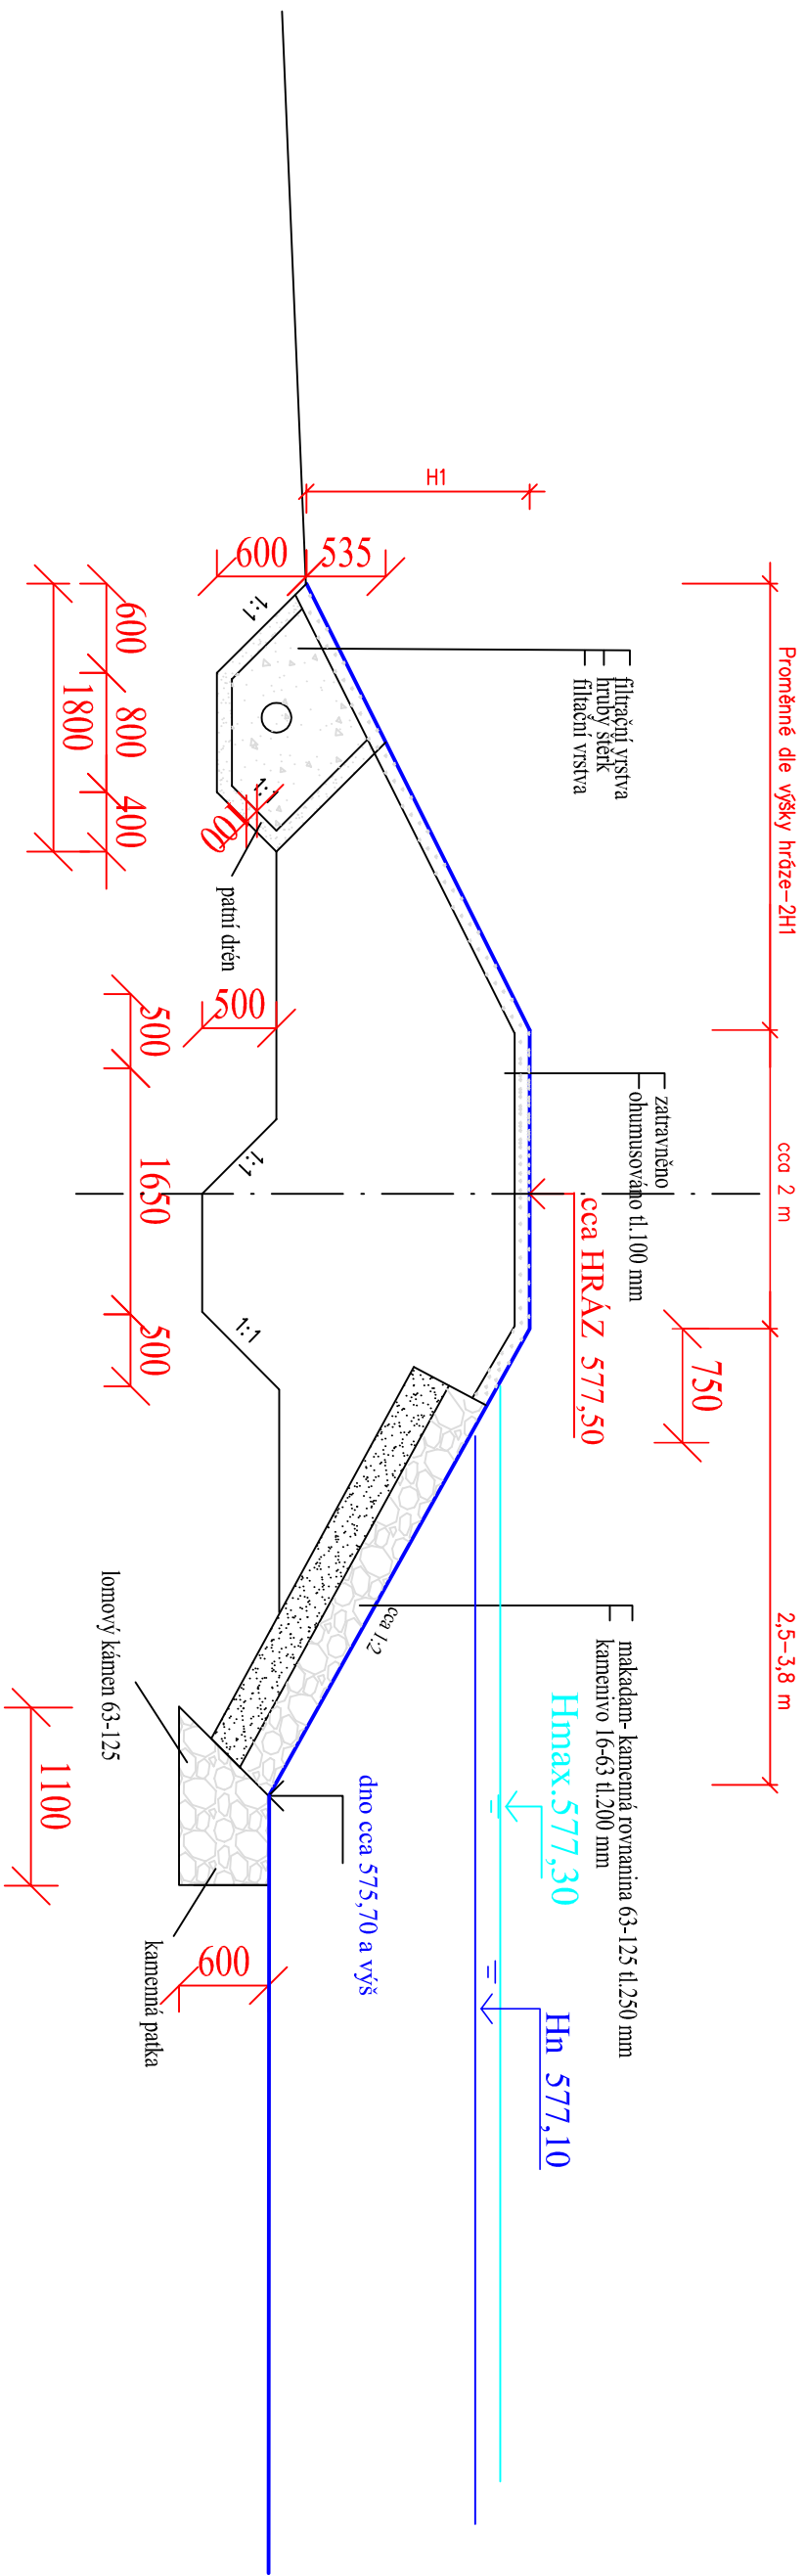 Proměnné dle výšky hráze-2H1
cca 2 m
2,5-3,8 m
750
filtrační vrstva
hrubý štěrk
filtační vrstva
zatravněno
ohumusováno tl.100 mm
makadam- kamenná rovnanina 63-125 tl.250 mm
kamenivo 16-63 tl.200 mm
cca HRÁZ 577,50
Hmax.577,30
=
Hn 577,10
=
H1
535
600
1:1
1:1
100
patní drén
cca 1:2
dno cca 575,70 a výš
500
1:1
1:1
600
lomový kámen 63-125
kamenná patka
600
800
400
1800
500
1650
500
1100